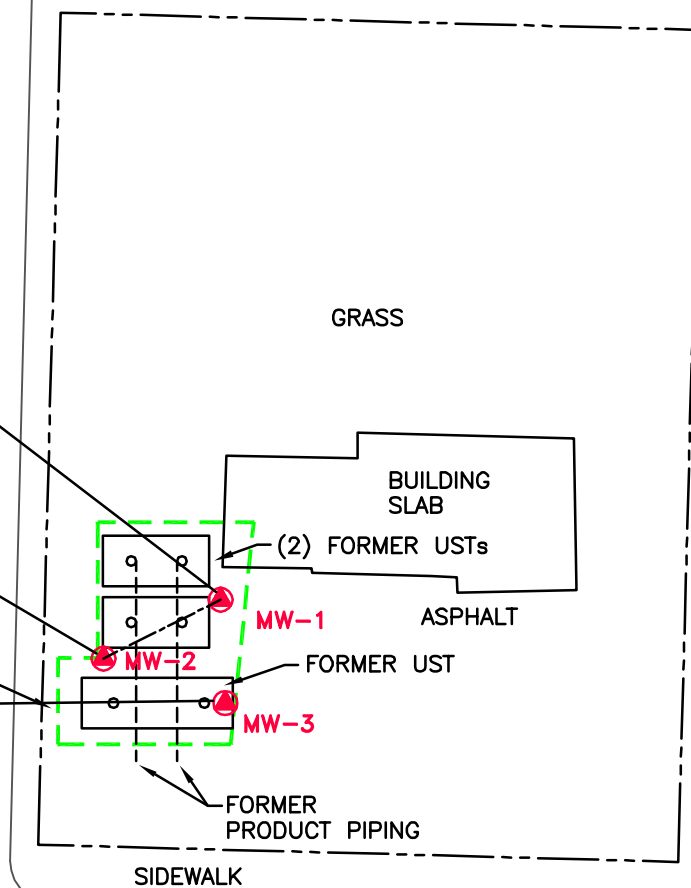 GRASS
BUILDING
SLAB
(2) FORMER USTs
ASPHALT
MW-1
MW-2
FORMER UST
MW-3
FORMER
PRODUCT PIPING
SIDEWALK